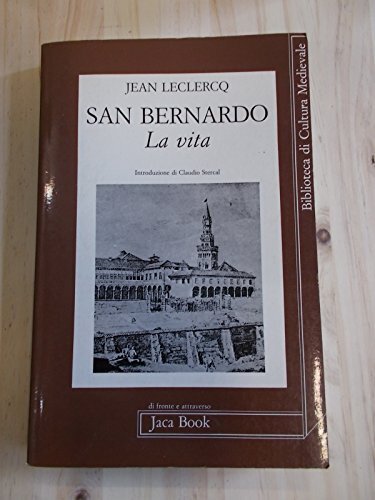 JEAN LECLERCQ
SAN BERNARDO
La vita
Introduzione di Claudio Stercal
di fronte e attraverso
Jaca Book
Biblioteca di Cultura Medievale